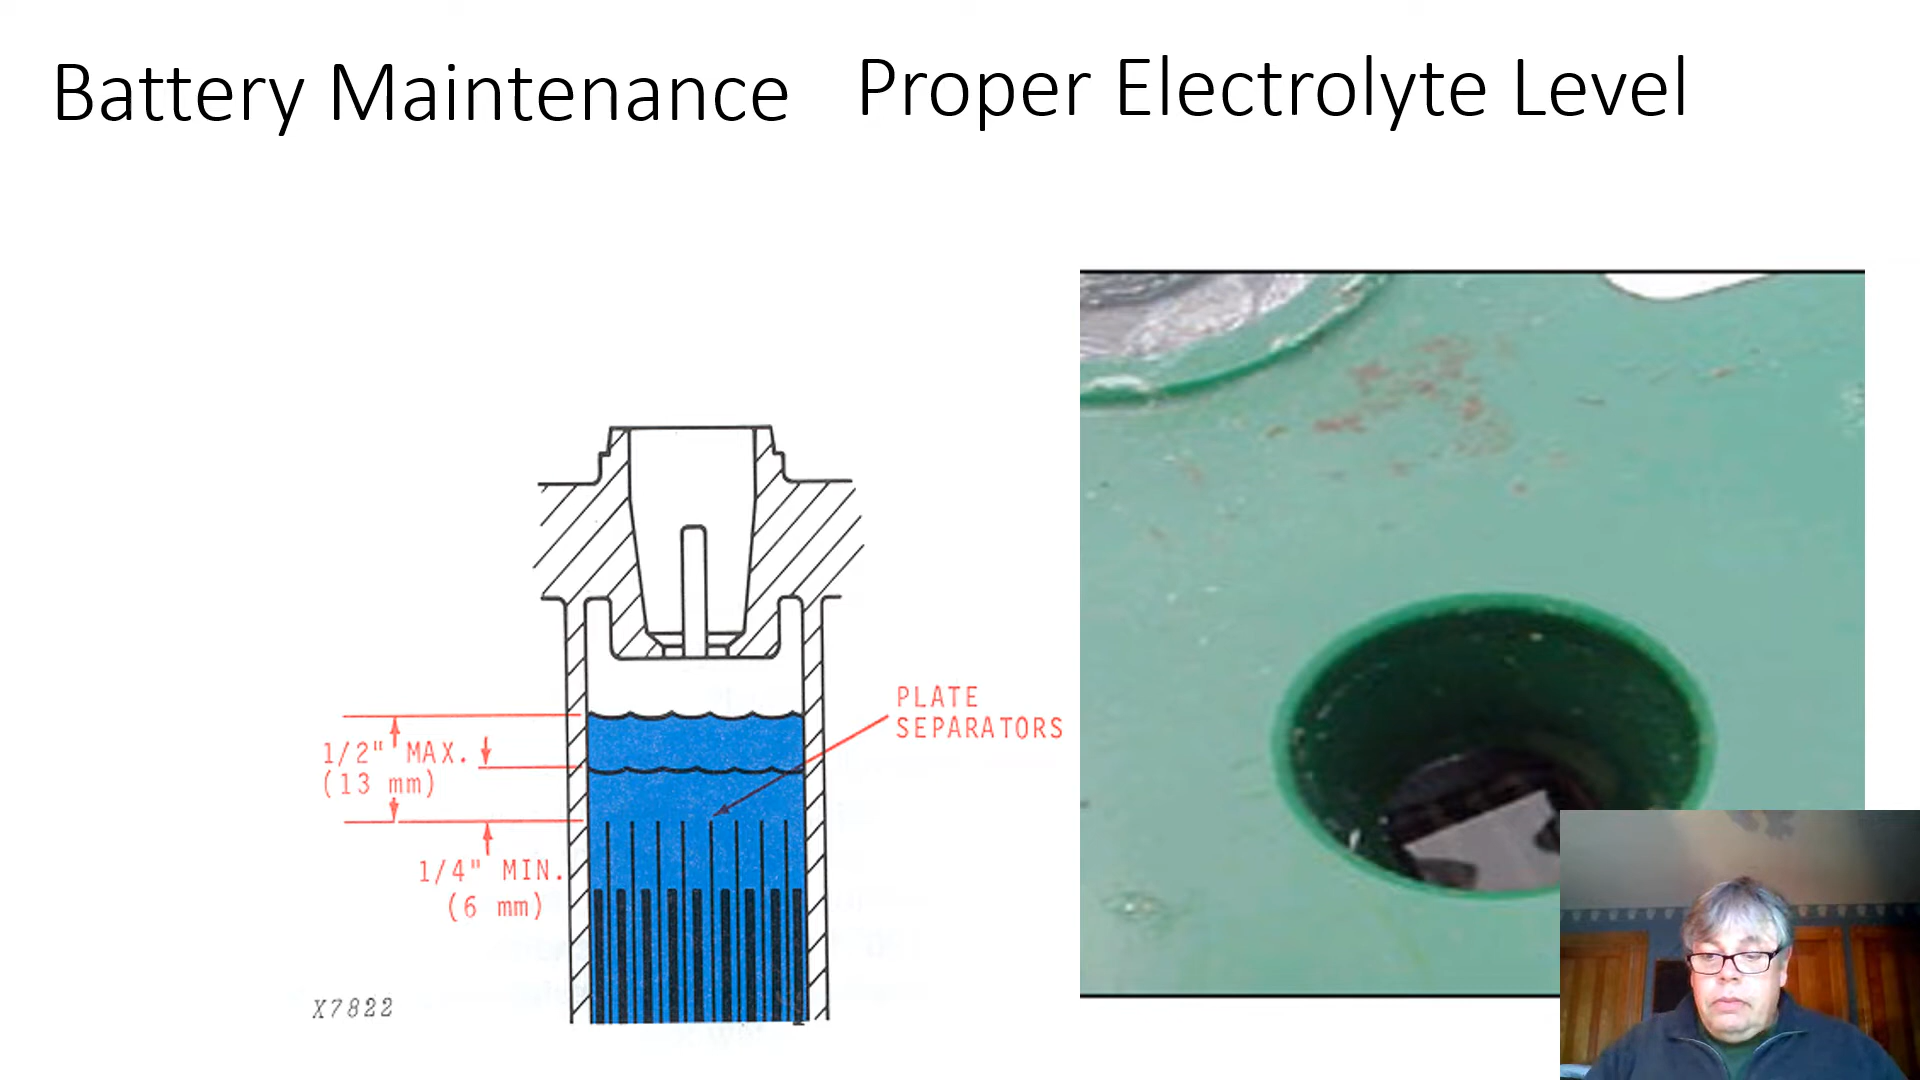 Battery Maintenance
Proper Electrolyte Level
PLATE
SEPARATORS
1/2" MAX.
(13 mm)
1/4" MIN.
(6 mm)
X7822